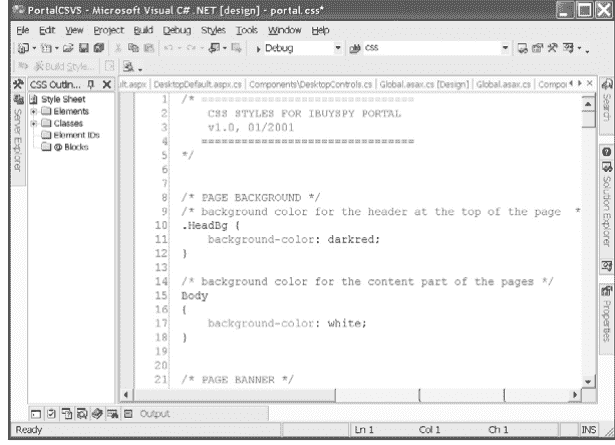 PortalCSVS - Microsoft Visual C# .NET [design] - portal.css*
File Edit View Project Build Debug Styles Tools Window Help
Debug css
Build Style...
CSS Outlin...
ult.aspx | DesktopDefault.aspx.cs | Components\DesktopControls.cs | Global.asax.cs [Design] | Global.asax.cs | Compo
Style Sheet
Elements
Classes
Element IDs
@ Blocks
Server Explorer
1 /* ================================
2 CSS STYLES FOR IBUYSPY PORTAL
3 v1.0, 01/2001
4 ================================
5 */
6
7
8 /* PAGE BACKGROUND */
9 /* background color for the header at the top of the page *
10 .HeadBg {
11 background-color: darkred;
12 }
13
14 /* background color for the content part of the pages */
15 Body
16 {
17 background-color: white;
18 }
19
20
21 /* PAGE BANNER */
Search
Solution Explorer
Properties
Output
Ready Ln 1 Col 1 Ch 1 INS